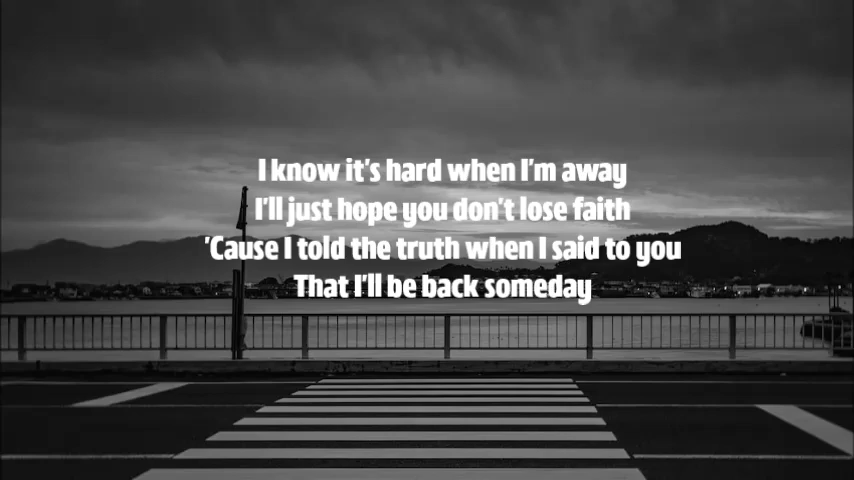 I know it's hard when I'm away
I'll just hope you don't lose faith
'Cause I told the truth when I said to you
That I'll be back someday